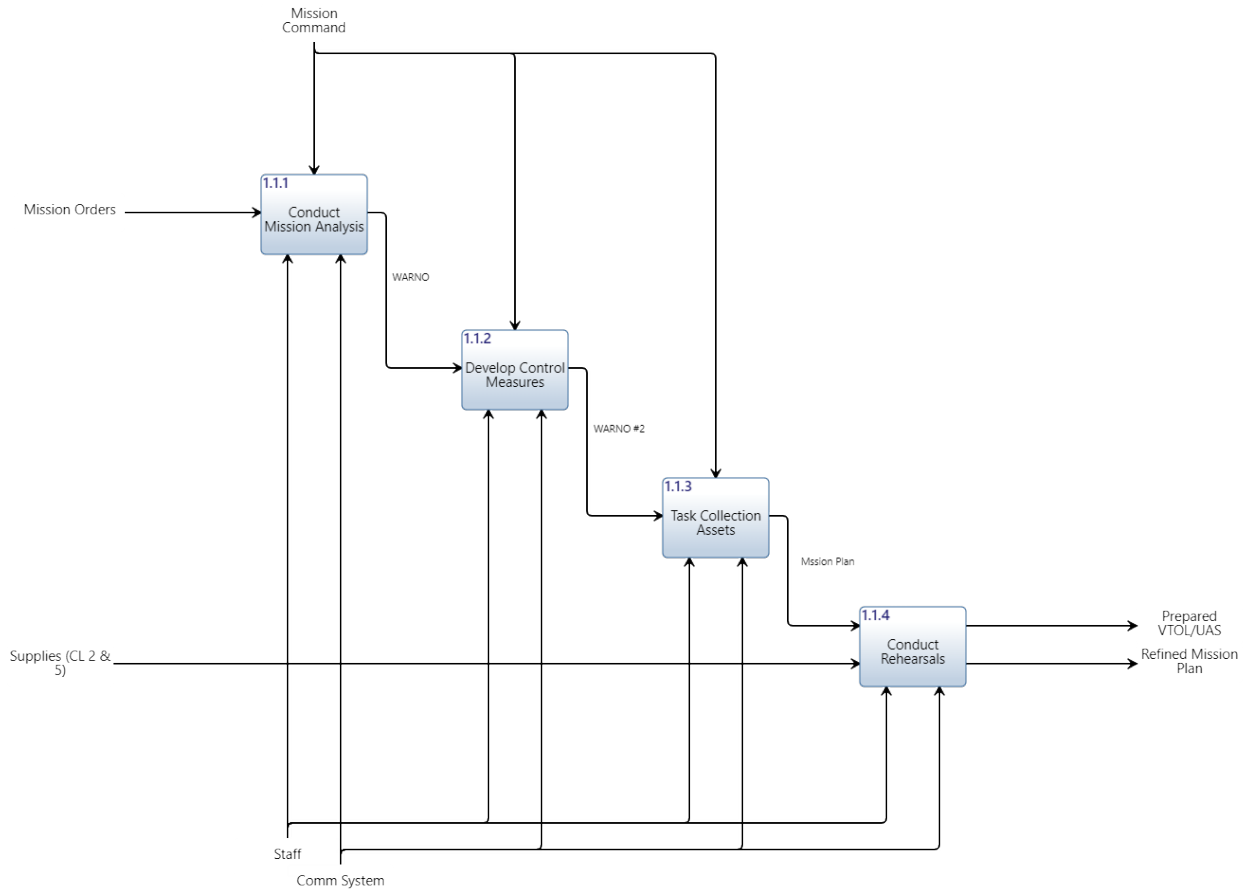 Mission
Command
1.1.1
Conduct
Mission Analysis
Mission Orders
WARNO
1.1.2
Develop Control
Measures
WARNO #2
1.1.3
Task Collection
Assets
Mssion Plan
1.1.4
Conduct
Rehearsals
Prepared
VTOL/UAS
Supplies (CL 2 &
5)
Refined Mission
Plan
Staff
Comm System